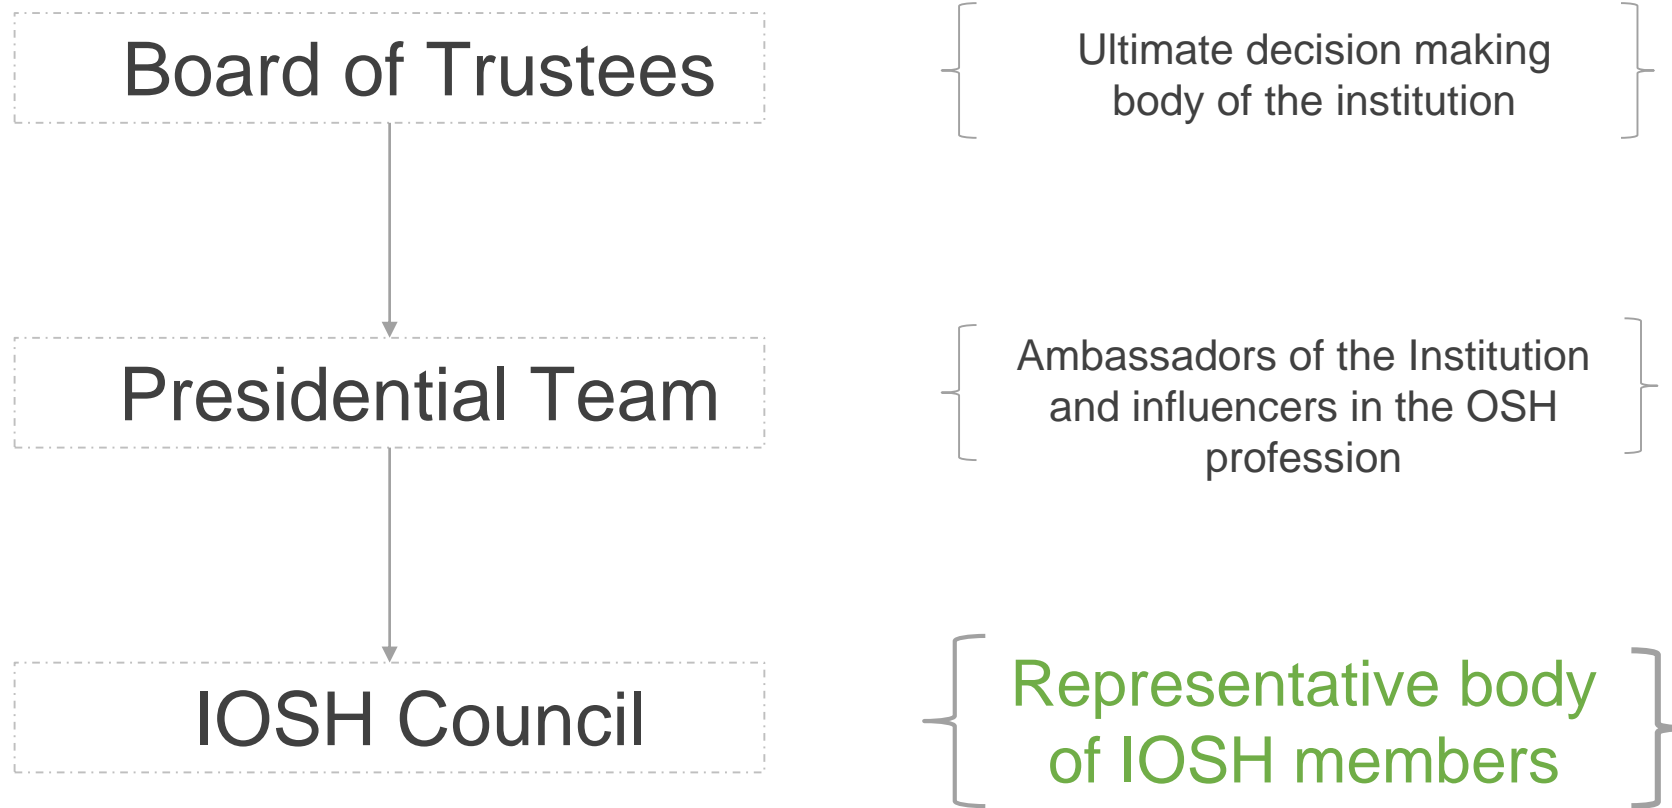 Board of Trustees
Ultimate decision making
body of the institution
Presidential Team
Ambassadors of the Institution
and influencers in the OSH
profession
IOSH Council
Representative body
of IOSH members